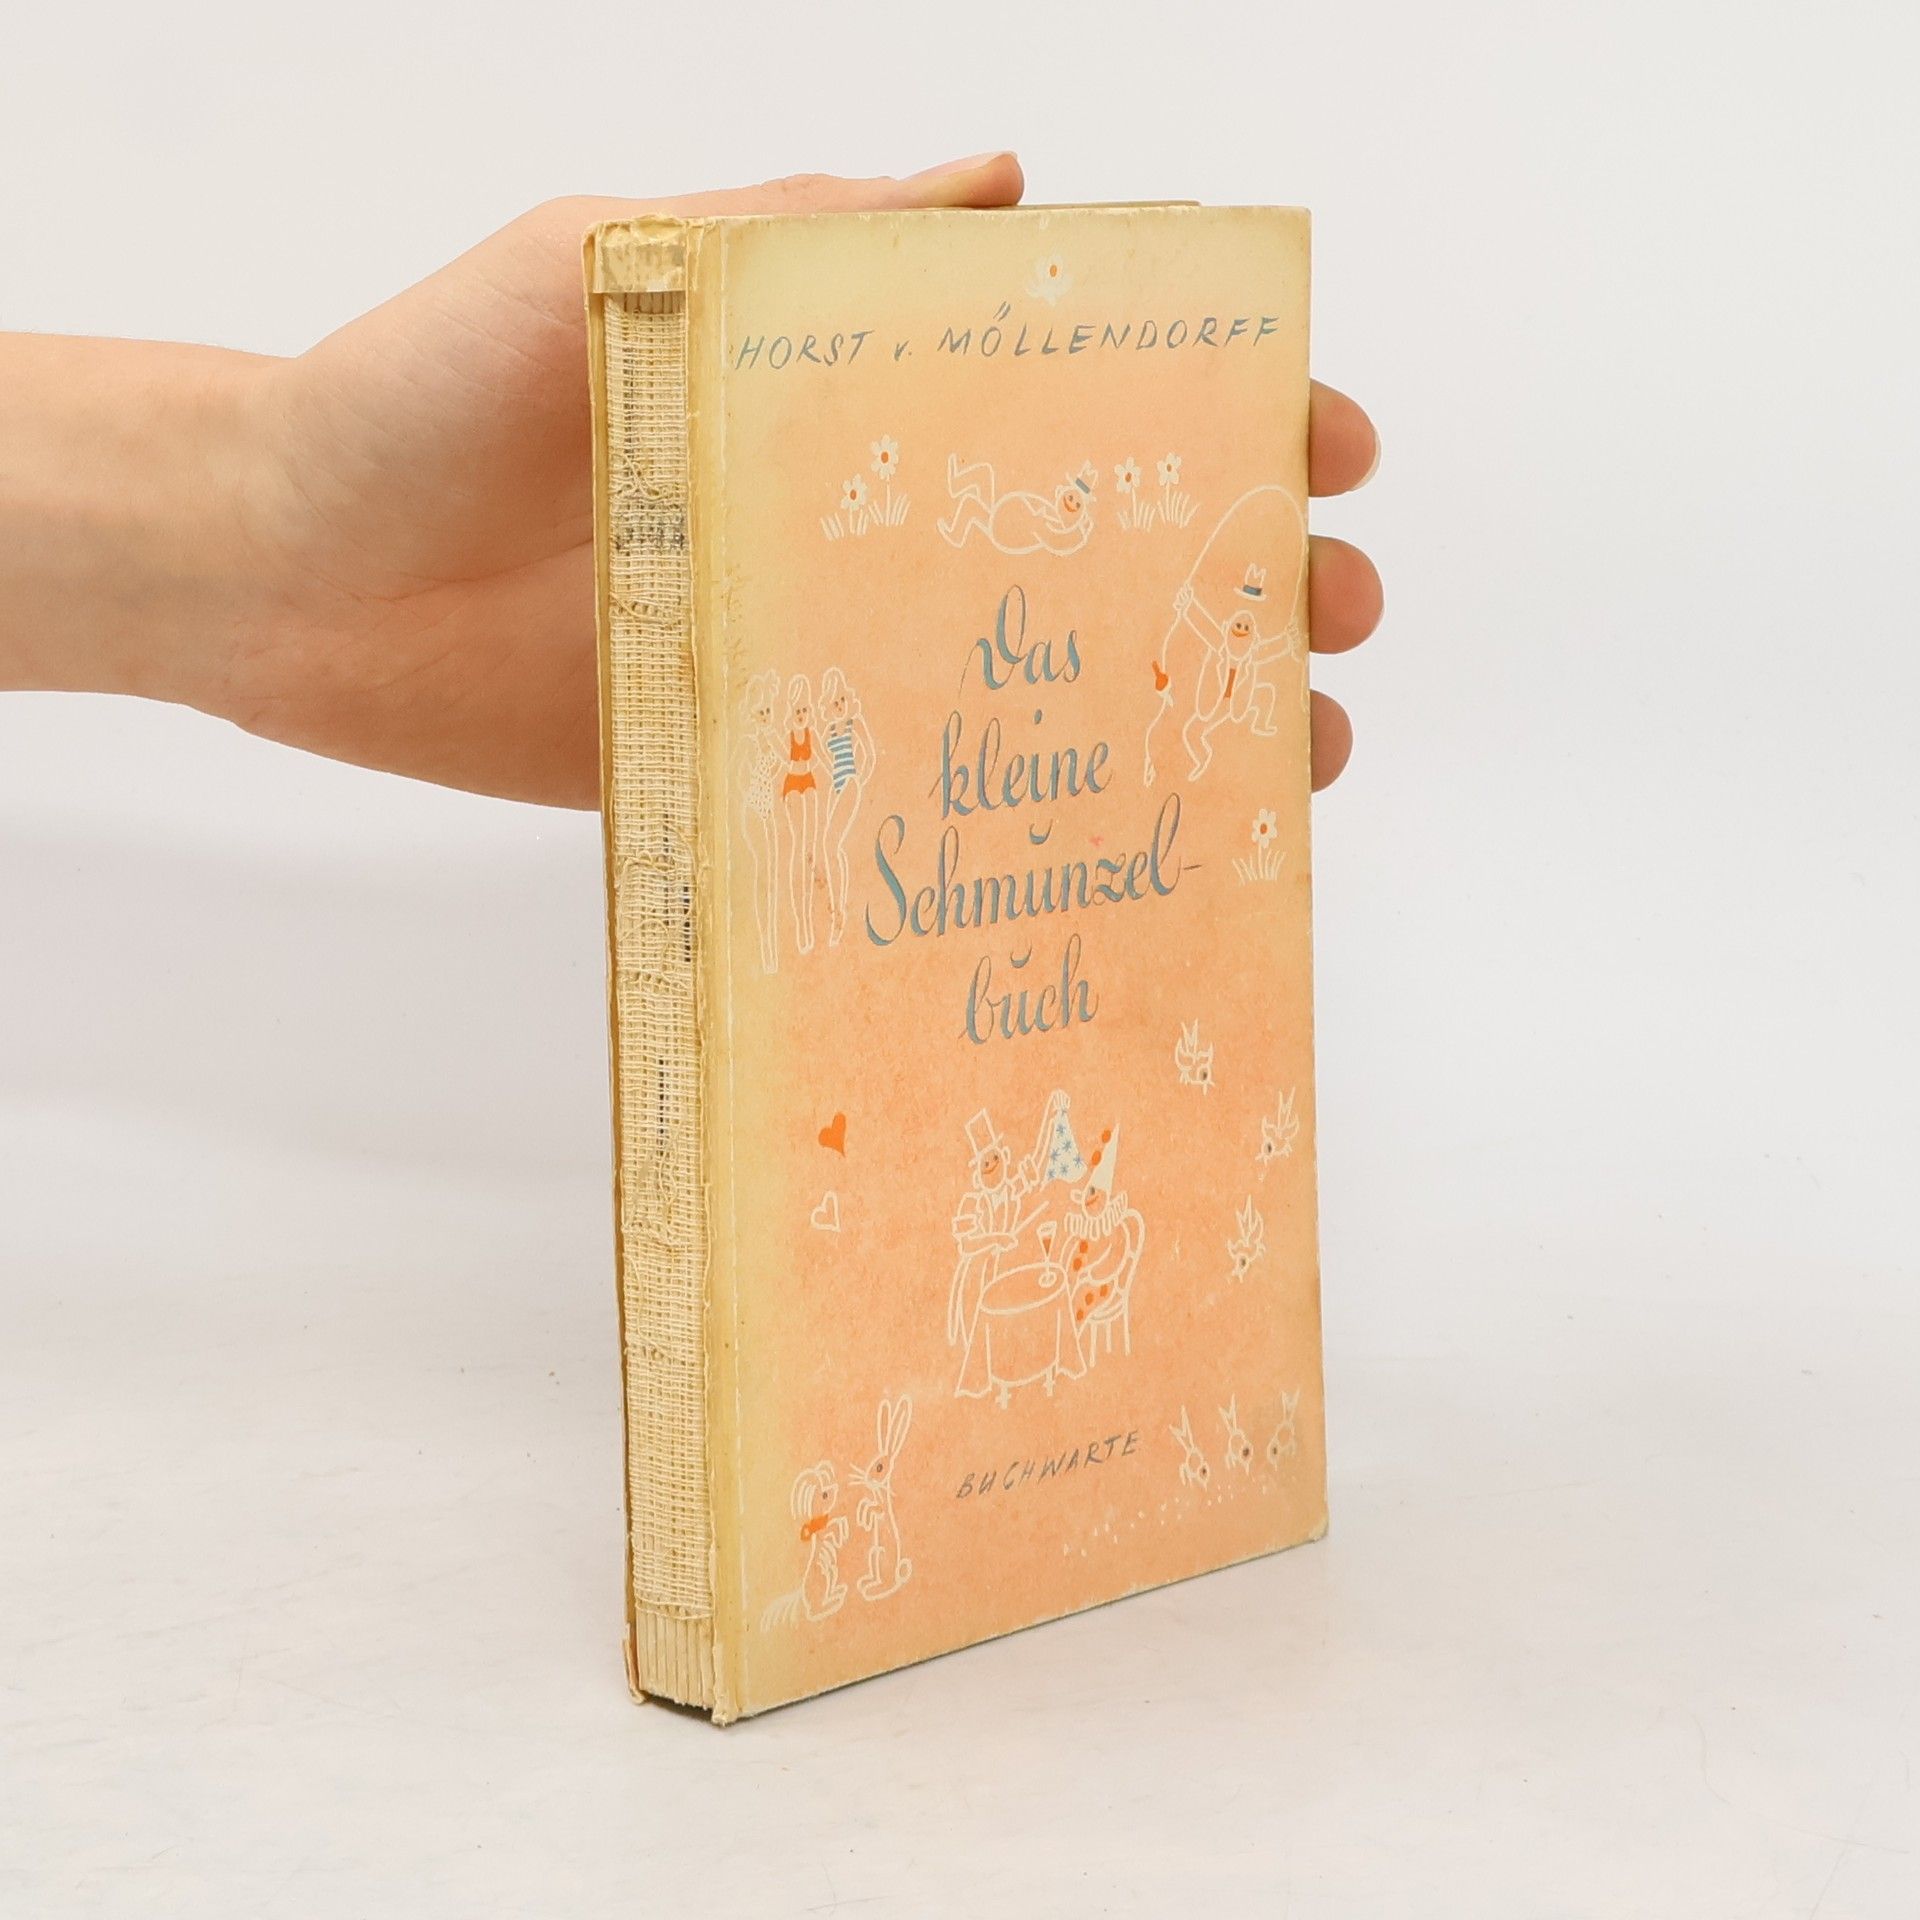 HORST v. MÖLLENDORFF
Das
kleine
Schmunzel-
buch
BUCHWARTE